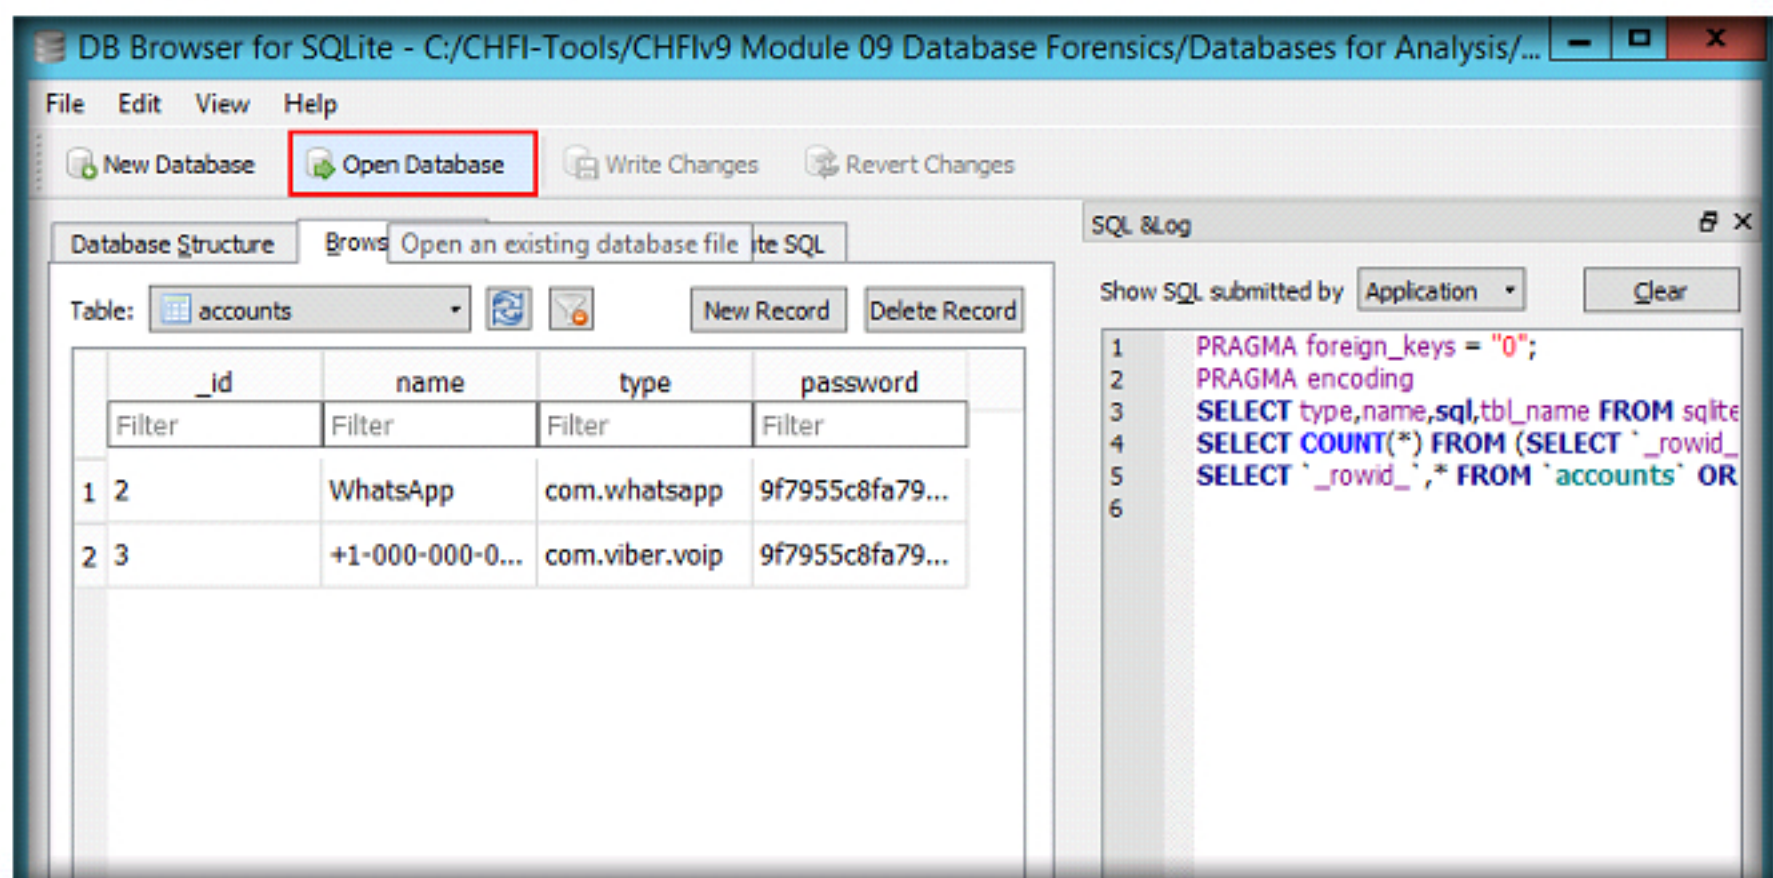 DB Browser for SQLite - C:/CHFI-Tools/CHFIv9 Module 09 Database Forensics/Databases for Analysis/...
File Edit View Help
New Database Open Database Write Changes Revert Changes
Database Structure Brows Open an existing database file ute SQL
Table: accounts New Record Delete Record
_id name type password
Filter Filter Filter Filter
1 2 WhatsApp com.whatsapp 9f7955c8fa79...
2 3 +1-000-000-0... com.viber.voip 9f7955c8fa79...
SQL &Log
Show SQL submitted by Application Clear
1 PRAGMA foreign_keys = "0";
2 PRAGMA encoding
3 SELECT type,name,sql,tbl_name FROM sqlite
4 SELECT COUNT(*) FROM (SELECT `_rowid_
5 SELECT `_rowid_`,* FROM `accounts` OR
6